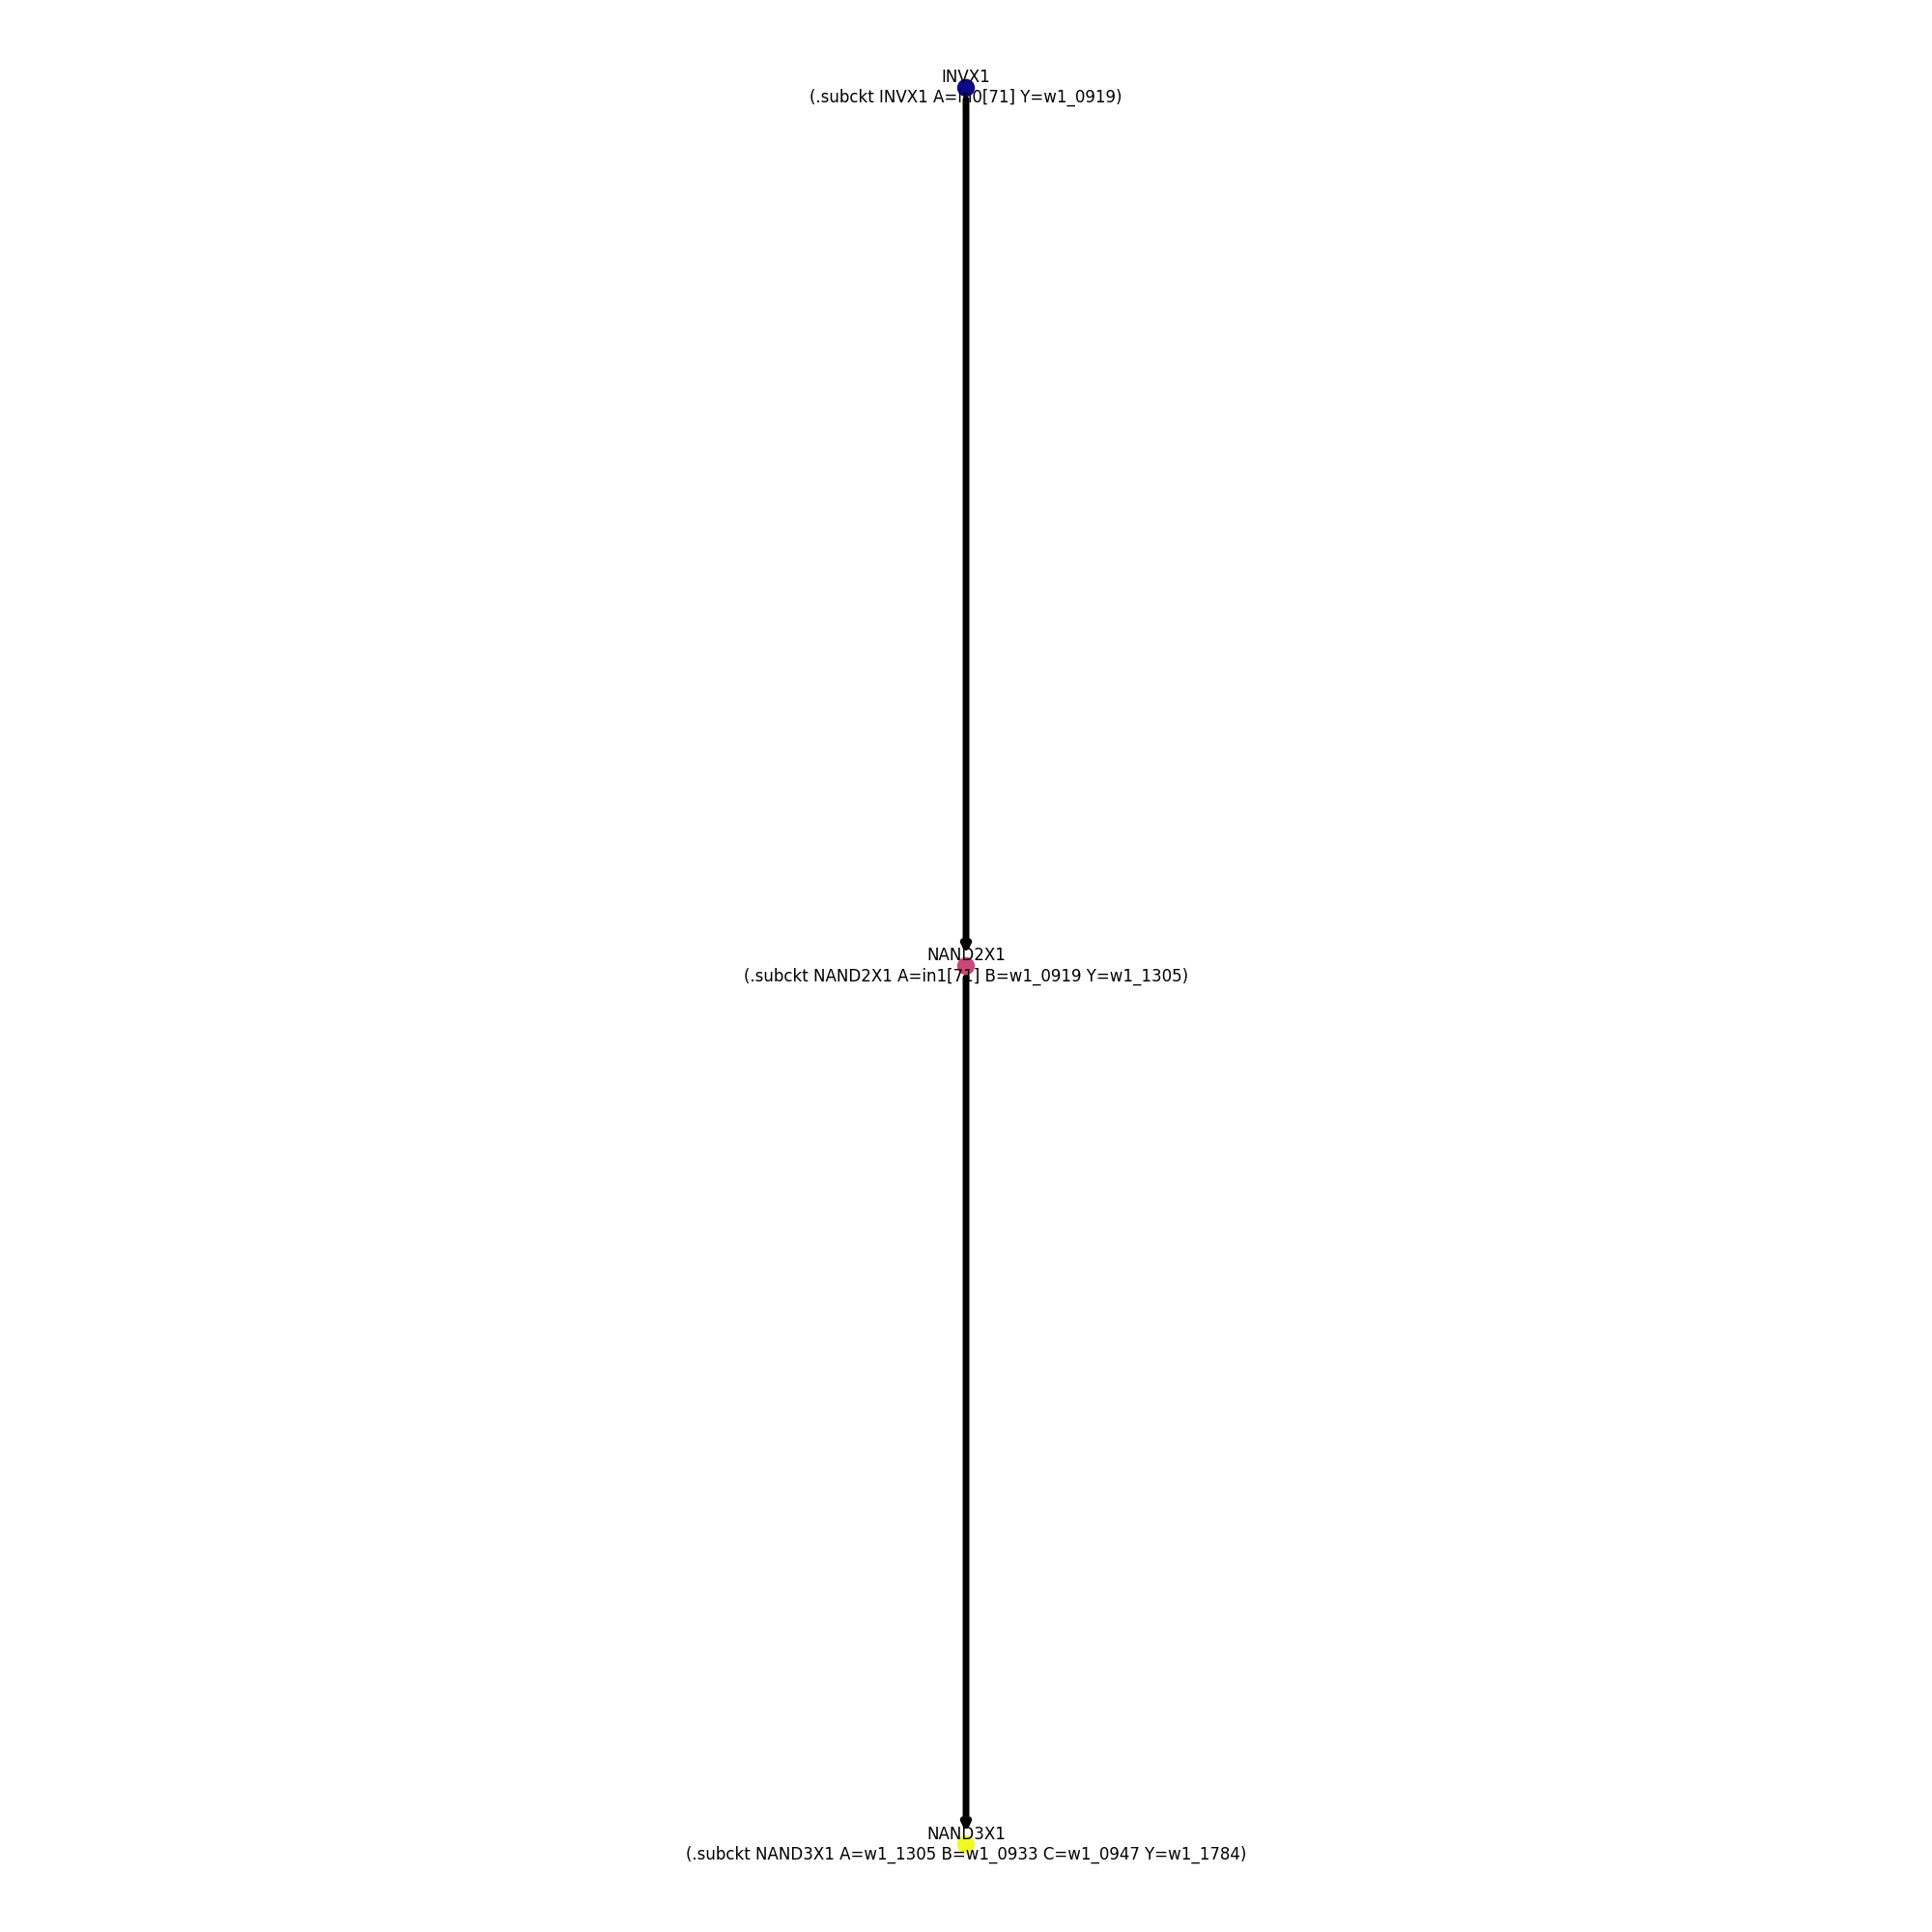 INVX1
(.subckt INVX1 A=in0[71] Y=w1_0919)
NAND2X1
(.subckt NAND2X1 A=in1[71] B=w1_0919 Y=w1_1305)
NAND3X1
(.subckt NAND3X1 A=w1_1305 B=w1_0933 C=w1_0947 Y=w1_1784)